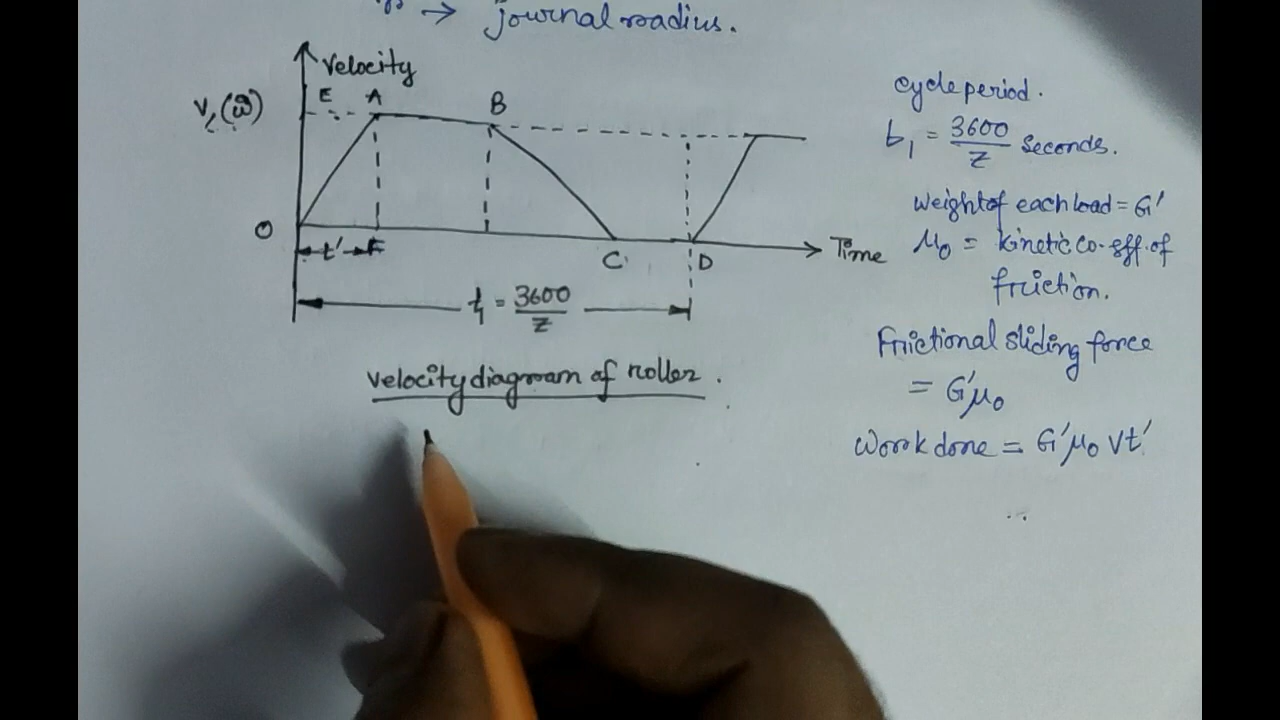 → journal radius.
Velocity
E A B
V, (ω)
O
t' F C D Time
t₁ = 3600/Z
Velocity diagram of roller.
Cycle period.
t₁ = 3600/Z seconds.
Weight of each load = G'
μ₀ = kinetic co-eff. of
friction.
Frictional sliding force
= G'μ₀
Work done = G'μ₀ Vt'